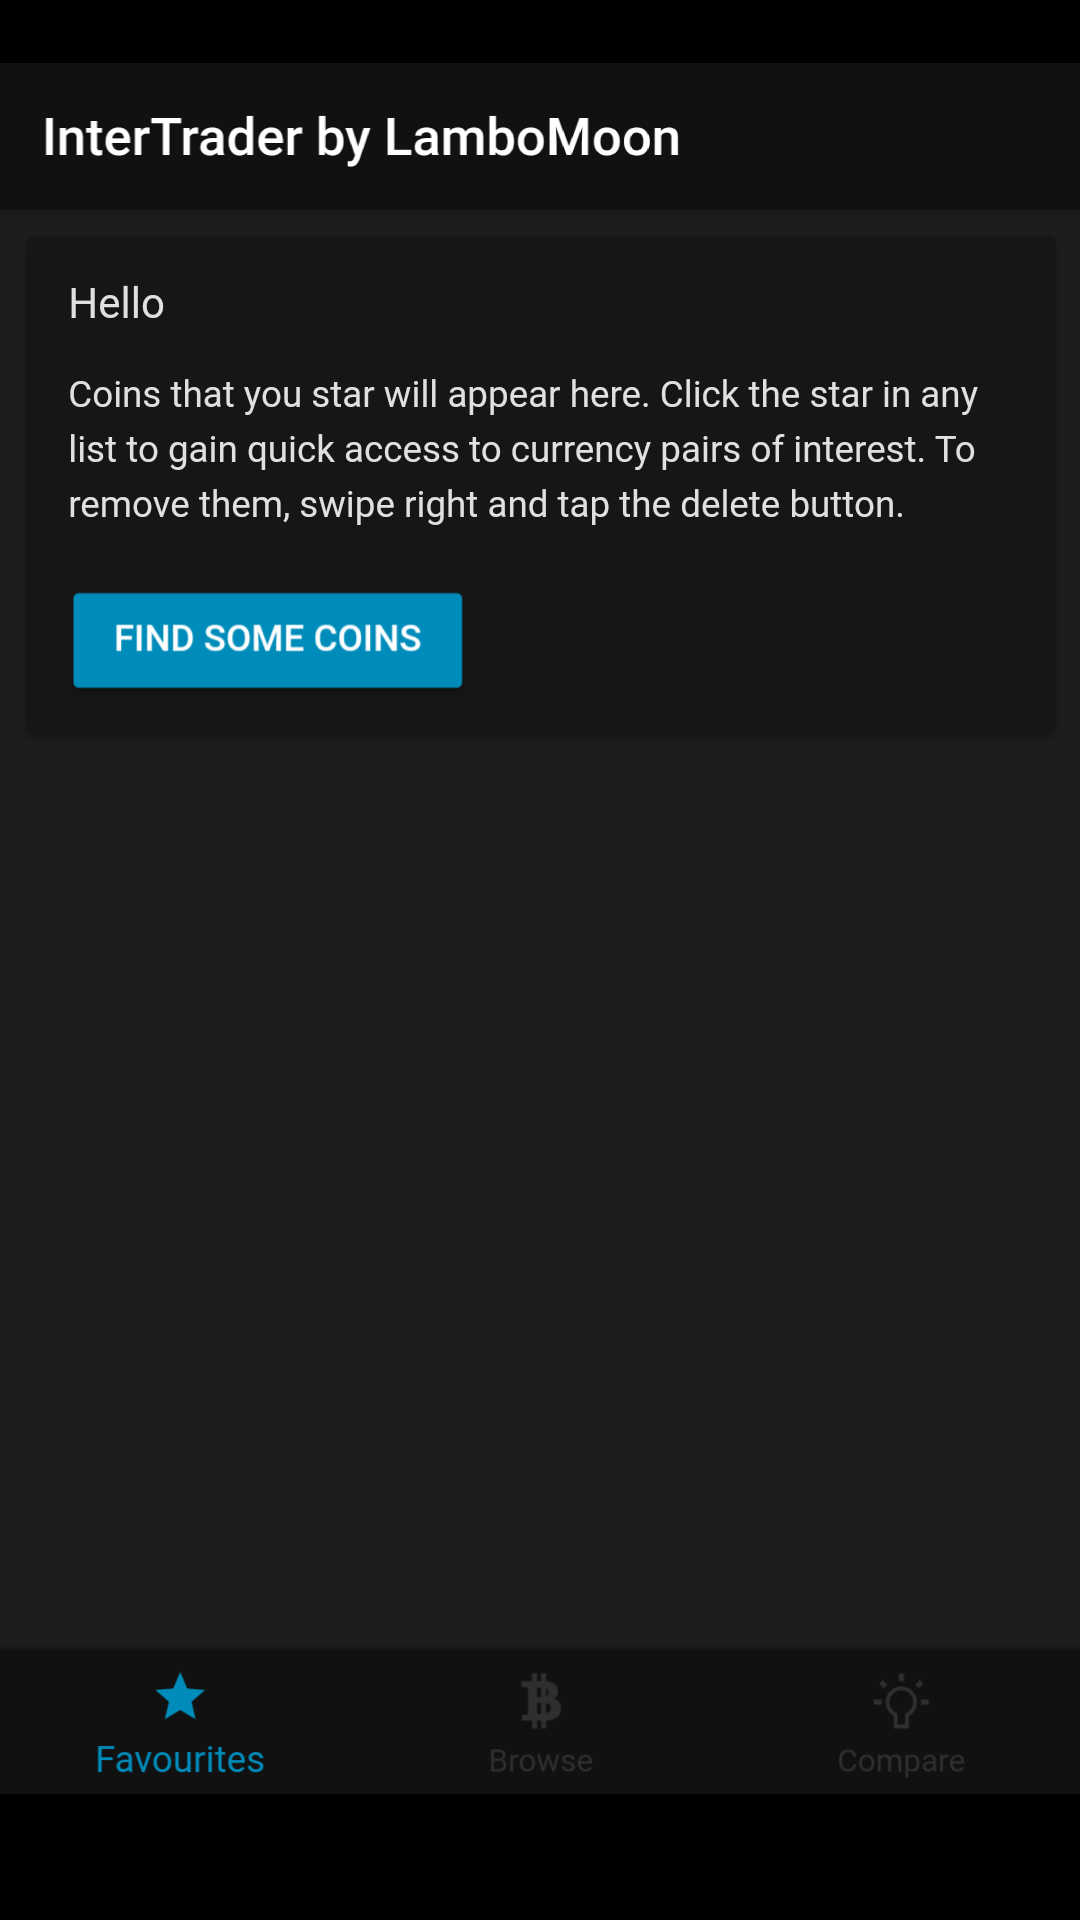 InterTrader by LamboMoon
Hello
Coins that you star will appear here. Click the star in any
list to gain quick access to currency pairs of interest. To
remove them, swipe right and tap the delete button.
FIND SOME COINS
Favourites
Browse
Compare